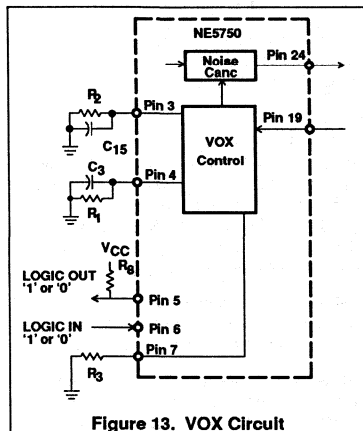 NE5750
Noise
Canc
Pin 24
R2
Pin 3
C15
VOX
Control
Pin 19
C3
Pin 4
R1
VCC
R8
LOGIC OUT
'1' or '0'
Pin 5
LOGIC IN
'1' or '0'
Pin 6
Pin 7
R3
Figure 13. VOX Circuit